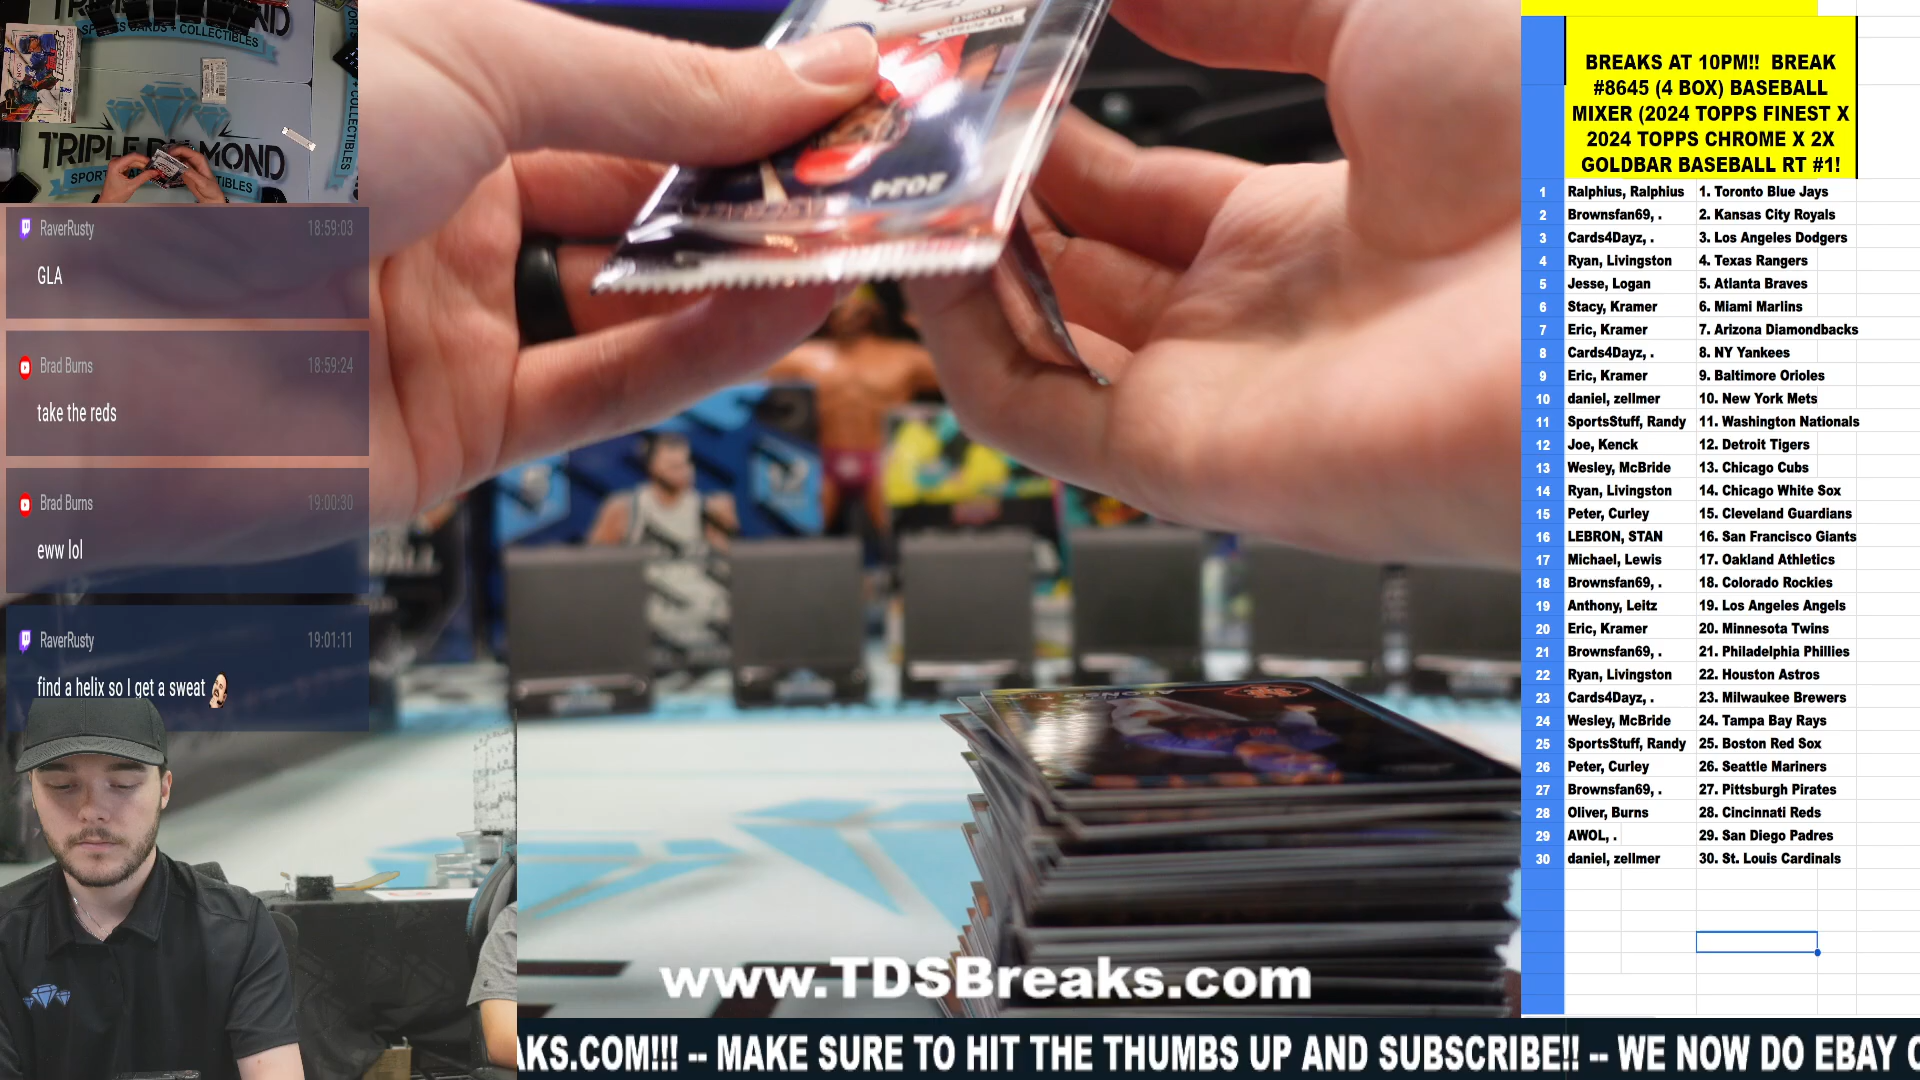 SPORTS CARDS + COLLECTIBLES
TRIPLE DIAMOND
COLLECTIBLES
RaverRusty 18:59:03
GLA
Brad Burns 18:59:24
take the reds
Brad Burns 19:00:30
eww lol
RaverRusty 19:01:11
find a helix so I get a sweat
2024
www.TDSBreaks.com
AKS.COM!!! -- MAKE SURE TO HIT THE THUMBS UP AND SUBSCRIBE!! -- WE NOW DO EBAY
BREAKS AT 10PM!! BREAK
#8645 (4 BOX) BASEBALL
MIXER (2024 TOPPS FINEST X
2024 TOPPS CHROME X 2X
GOLDBAR BASEBALL RT #1!
1 Ralphius, Ralphius 1. Toronto Blue Jays
2 Brownsfan69, . 2. Kansas City Royals
3 Cards4Dayz, . 3. Los Angeles Dodgers
4 Ryan, Livingston 4. Texas Rangers
5 Jesse, Logan 5. Atlanta Braves
6 Stacy, Kramer 6. Miami Marlins
7 Eric, Kramer 7. Arizona Diamondbacks
8 Cards4Dayz, . 8. NY Yankees
9 Eric, Kramer 9. Baltimore Orioles
10 daniel, zellmer 10. New York Mets
11 SportsStuff, Randy 11. Washington Nationals
12 Joe, Kenck 12. Detroit Tigers
13 Wesley, McBride 13. Chicago Cubs
14 Ryan, Livingston 14. Chicago White Sox
15 Peter, Curley 15. Cleveland Guardians
16 LEBRON, STAN 16. San Francisco Giants
17 Michael, Lewis 17. Oakland Athletics
18 Brownsfan69, . 18. Colorado Rockies
19 Anthony, Leitz 19. Los Angeles Angels
20 Eric, Kramer 20. Minnesota Twins
21 Brownsfan69, . 21. Philadelphia Phillies
22 Ryan, Livingston 22. Houston Astros
23 Cards4Dayz, . 23. Milwaukee Brewers
24 Wesley, McBride 24. Tampa Bay Rays
25 SportsStuff, Randy 25. Boston Red Sox
26 Peter, Curley 26. Seattle Mariners
27 Brownsfan69, . 27. Pittsburgh Pirates
28 Oliver, Burns 28. Cincinnati Reds
29 AWOL, . 29. San Diego Padres
30 daniel, zellmer 30. St. Louis Cardinals